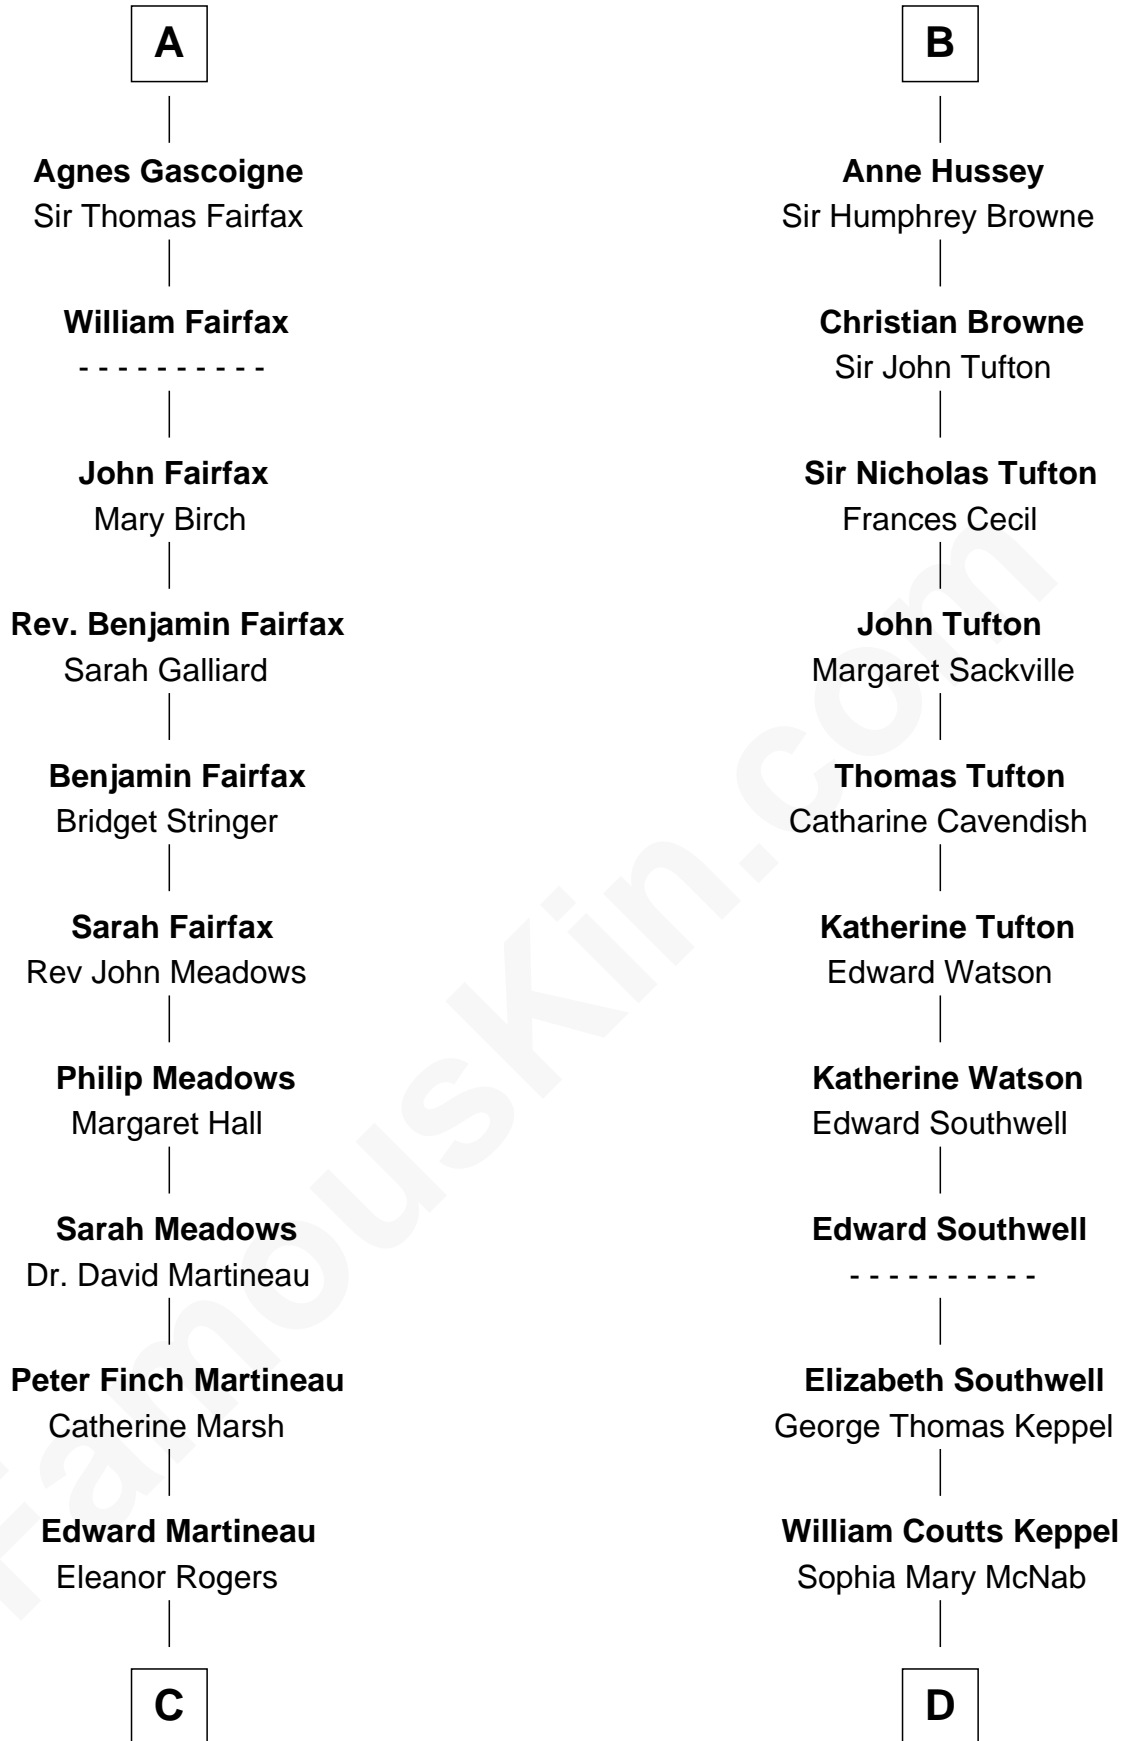 A
Agnes Gascoigne
Sir Thomas Fairfax
William Fairfax
- - - - - - - - - -
John Fairfax
Mary Birch
Rev. Benjamin Fairfax
Sarah Galliard
Benjamin Fairfax
Bridget Stringer
Sarah Fairfax
Rev John Meadows
Philip Meadows
Margaret Hall
Sarah Meadows
Dr. David Martineau
Peter Finch Martineau
Catherine Marsh
Edward Martineau
Eleanor Rogers
C
B
Anne Hussey
Sir Humphrey Browne
Christian Browne
Sir John Tufton
Sir Nicholas Tufton
Frances Cecil
John Tufton
Margaret Sackville
Thomas Tufton
Catharine Cavendish
Katherine Tufton
Edward Watson
Katherine Watson
Edward Southwell
Edward Southwell
- - - - - - - - - -
Elizabeth Southwell
George Thomas Keppel
William Coutts Keppel
Sophia Mary McNab
D
FamousKin.com